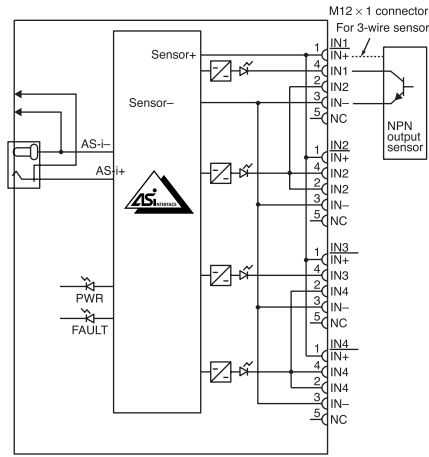 M12 × 1 connector
For 3-wire sensor
IN1
1 IN+
4 IN1
2 IN2
3 IN–
5 NC
Sensor+
Sensor–
NPN
output
sensor
AS-i–
AS-i+
ASi
INTERFACE
IN2
1 IN+
4 IN2
2 IN2
3 IN–
5 NC
IN3
1 IN+
4 IN3
2 IN4
3 IN–
5 NC
PWR
FAULT
IN4
1 IN+
4 IN4
2 IN4
3 IN–
5 NC